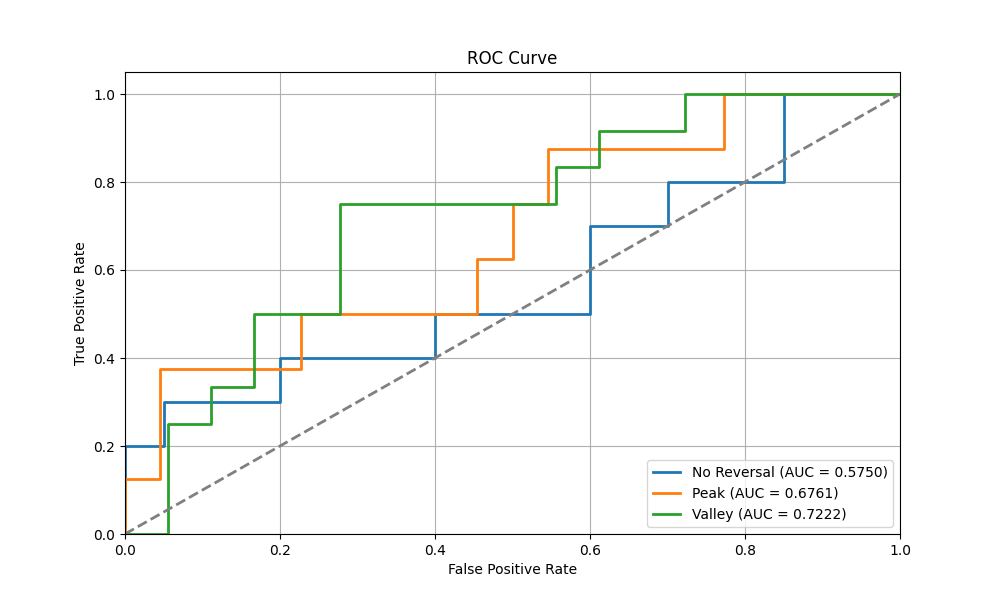 ROC Curve
1.0
0.8
0.6
0.4
0.2
0.0
True Positive Rate
No Reversal (AUC = 0.5750)
Peak (AUC = 0.6761)
Valley (AUC = 0.7222)
0.0 0.2 0.4 0.6 0.8 1.0
False Positive Rate